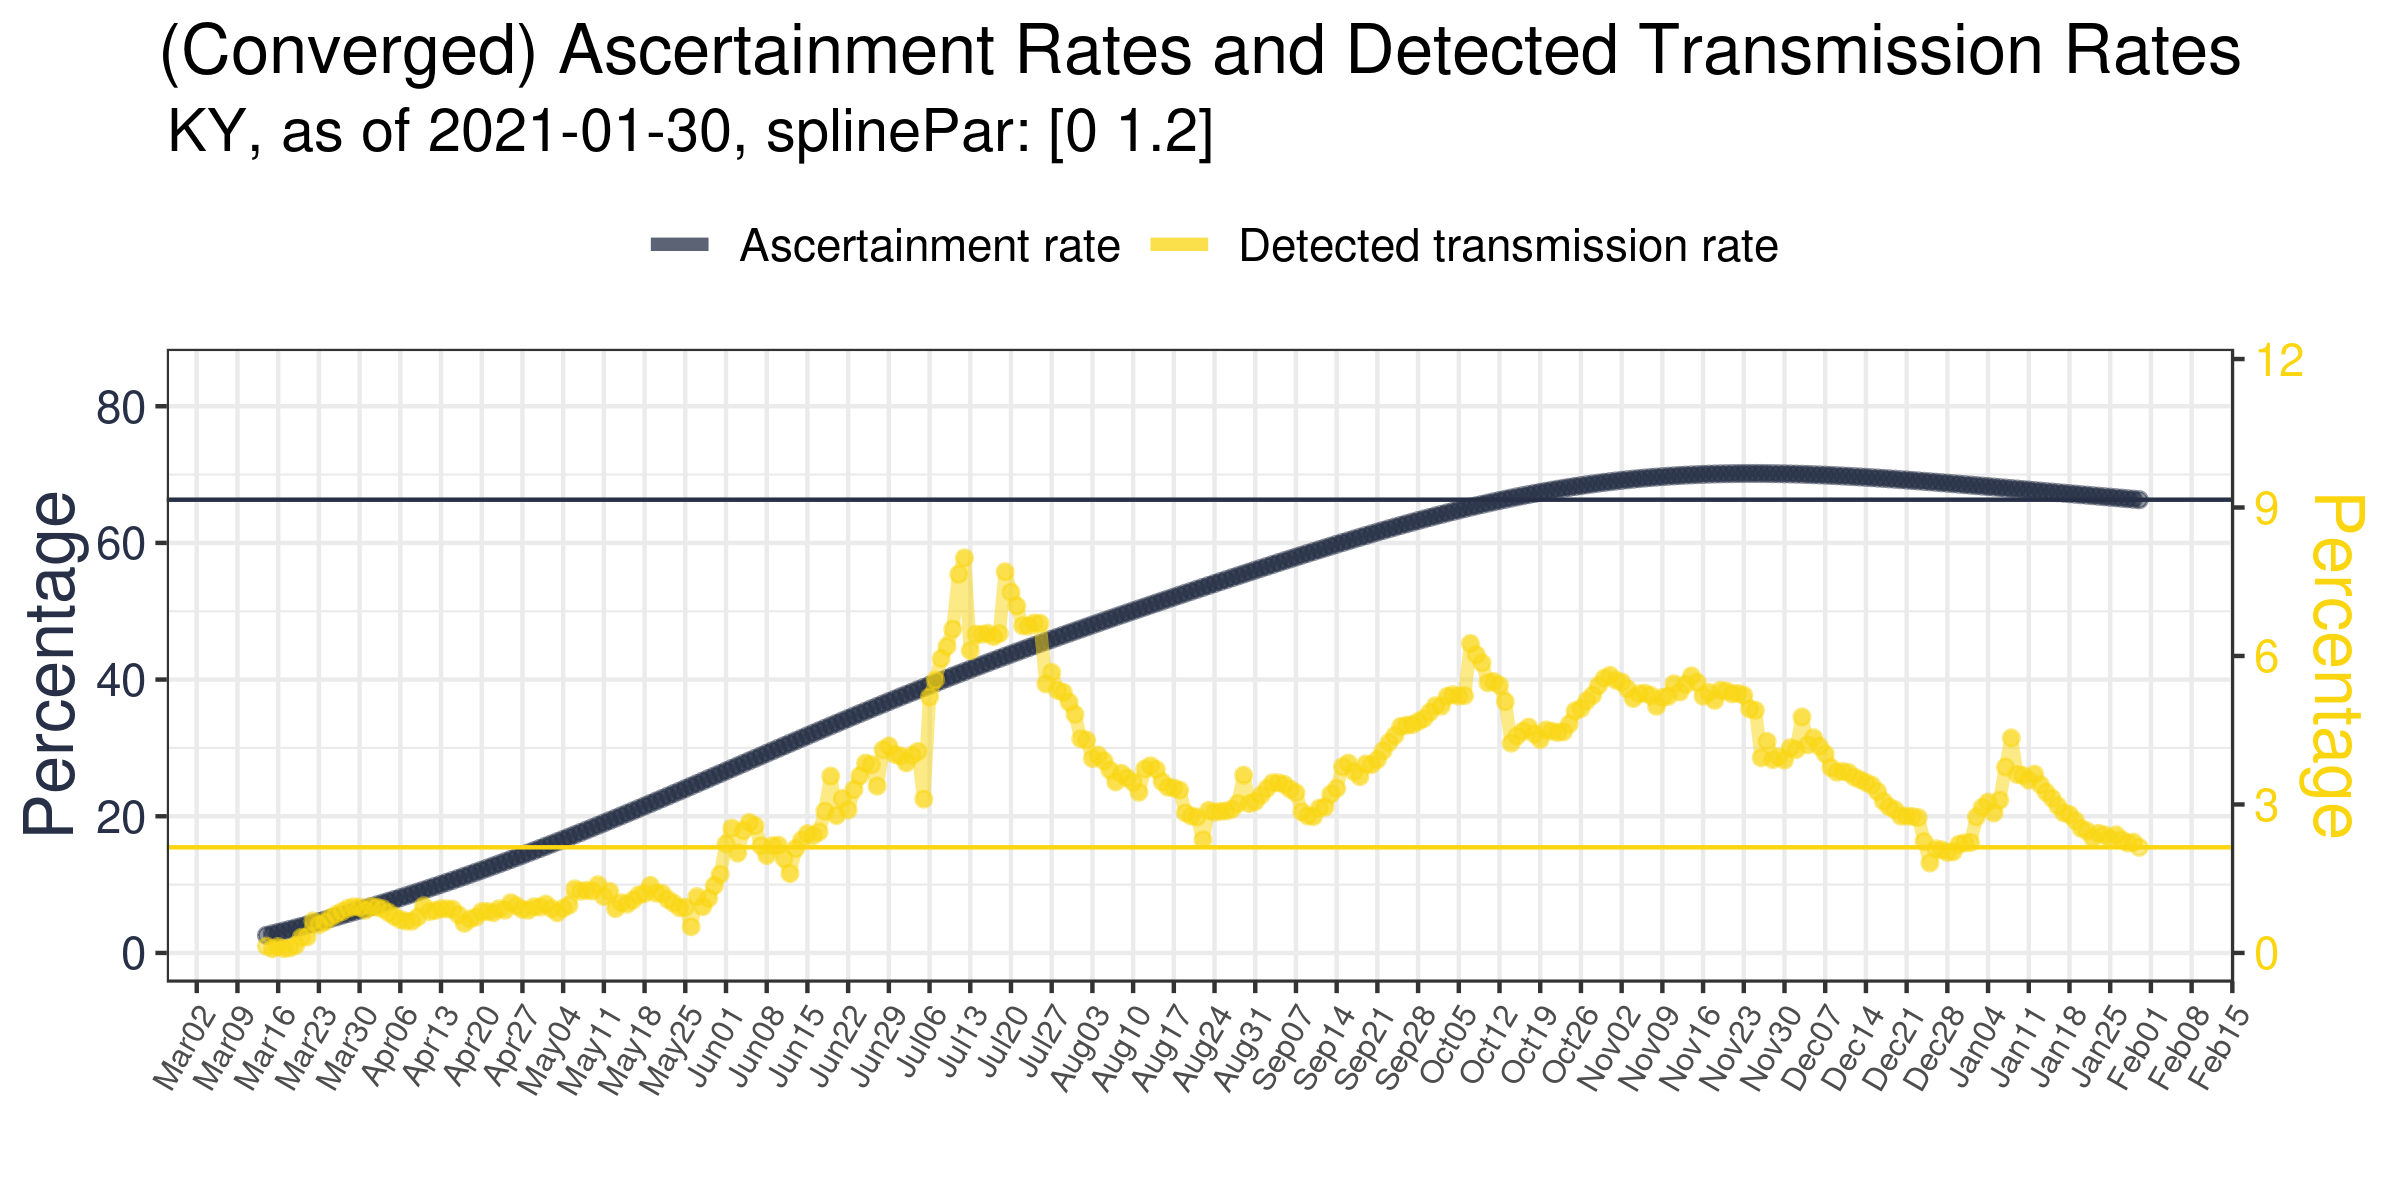 (Converged) Ascertainment Rates and Detected Transmission Rates
KY, as of 2021-01-30, splinePar: [0 1.2]
Ascertainment rate
Detected transmission rate
Percentage
80
60
40
20
0
12
9
6
3
0
Percentage
Mar02
Mar09
Mar16
Mar23
Mar30
Apr06
Apr13
Apr20
Apr27
May04
May11
May18
May25
Jun01
Jun08
Jun15
Jun22
Jun29
Jul06
Jul13
Jul20
Jul27
Aug03
Aug10
Aug17
Aug24
Aug31
Sep07
Sep14
Sep21
Sep28
Oct05
Oct12
Oct19
Oct26
Nov02
Nov09
Nov16
Nov23
Nov30
Dec07
Dec14
Dec21
Dec28
Jan04
Jan11
Jan18
Jan25
Feb01
Feb08
Feb15